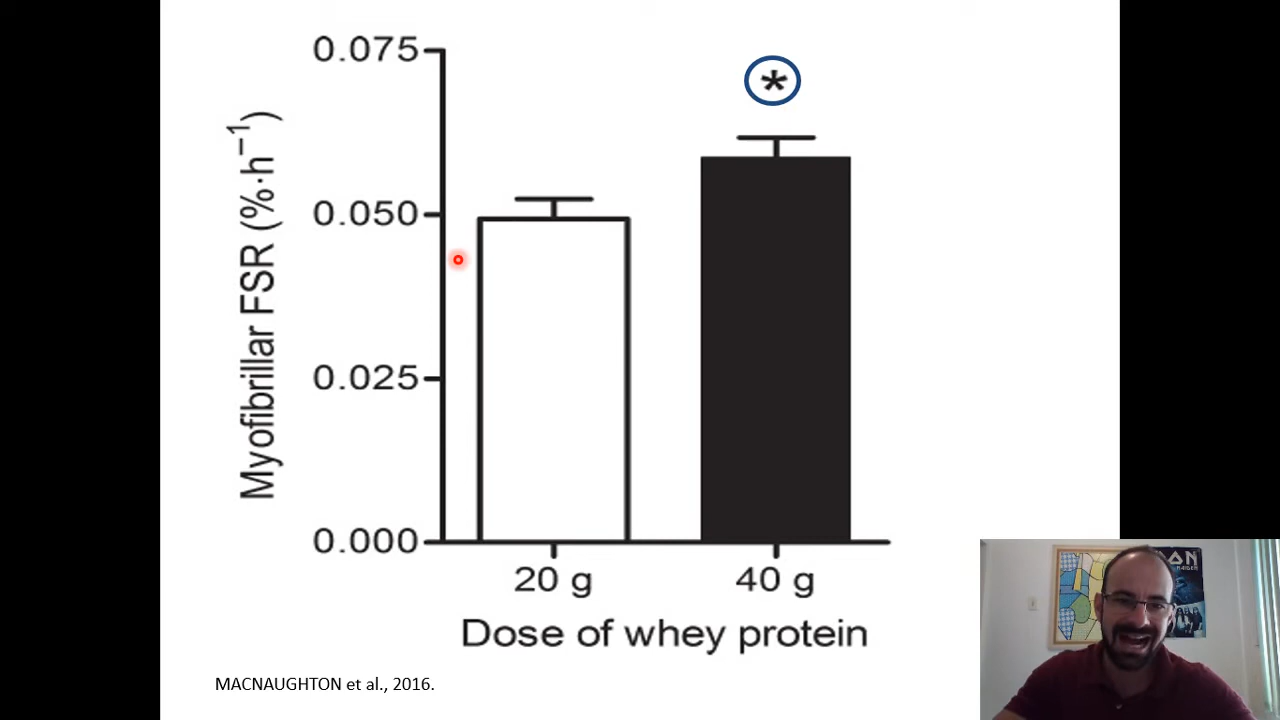 0.075
*
0.050
0.025
0.000
Myofibrillar FSR (%·h⁻¹)
20 g
40 g
Dose of whey protein
MACNAUGHTON et al., 2016.